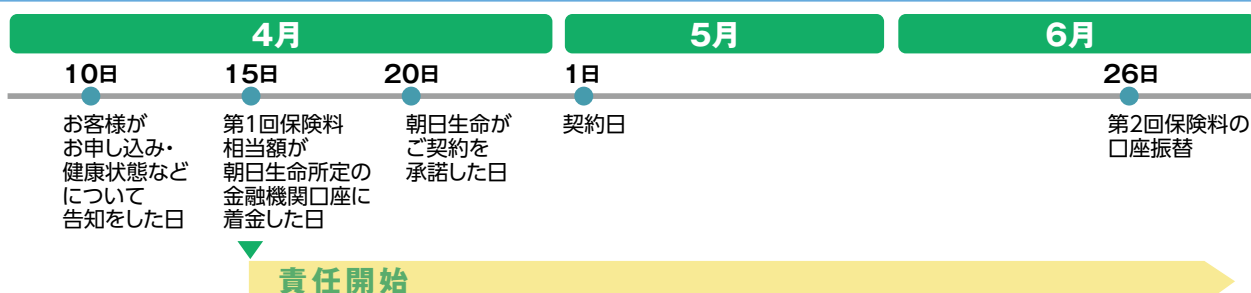 4月
5月
6月
10日
15日
20日
1日
26日
お客様が
お申し込み・
健康状態など
について
告知をした日
第1回保険料
相当額が
朝日生命所定の
金融機関口座に
着金した日
朝日生命が
ご契約を
承諾した日
契約日
第2回保険料の
口座振替
責任開始